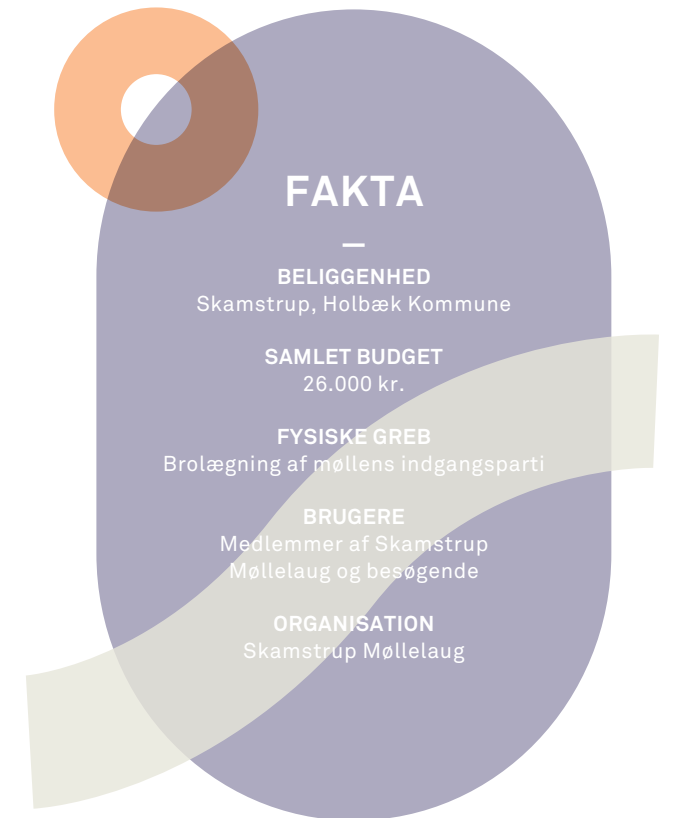 FAKTA
—
BELIGGENHED
Skamstrup, Holbæk Kommune
SAMLET BUDGET
26.000 kr.
FYSISKE GREB
Brolægning af møllens indgangsparti
BRUGERE
Medlemmer af Skamstrup
Møllelaug og besøgende
ORGANISATION
Skamstrup Møllelaug